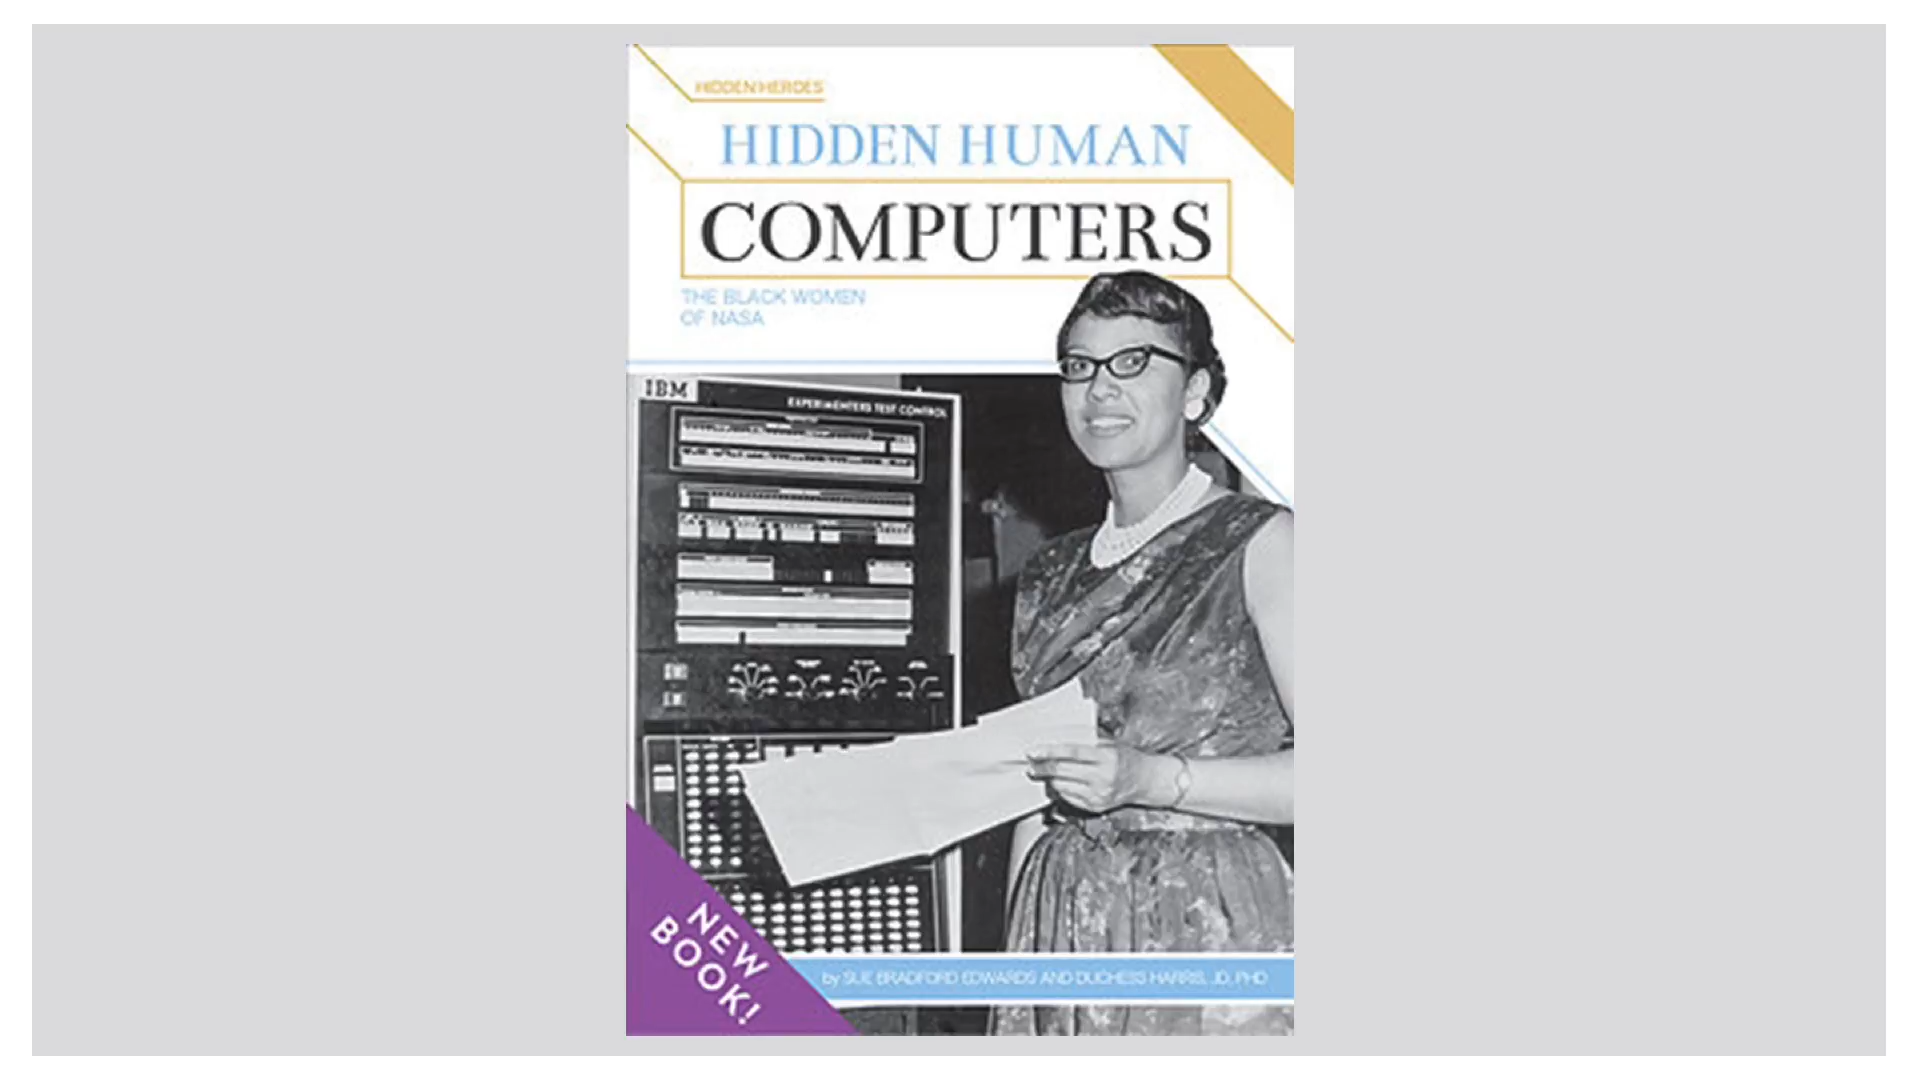 HIDDEN HEROES
HIDDEN HUMAN
COMPUTERS
THE BLACK WOMEN
OF NASA
IBM
EXPERIMENTERS TEST CONTROL
NEW
BOOK!
by SUE BRADFORD EDWARDS AND DUCHESS HARRIS, JD, PHD